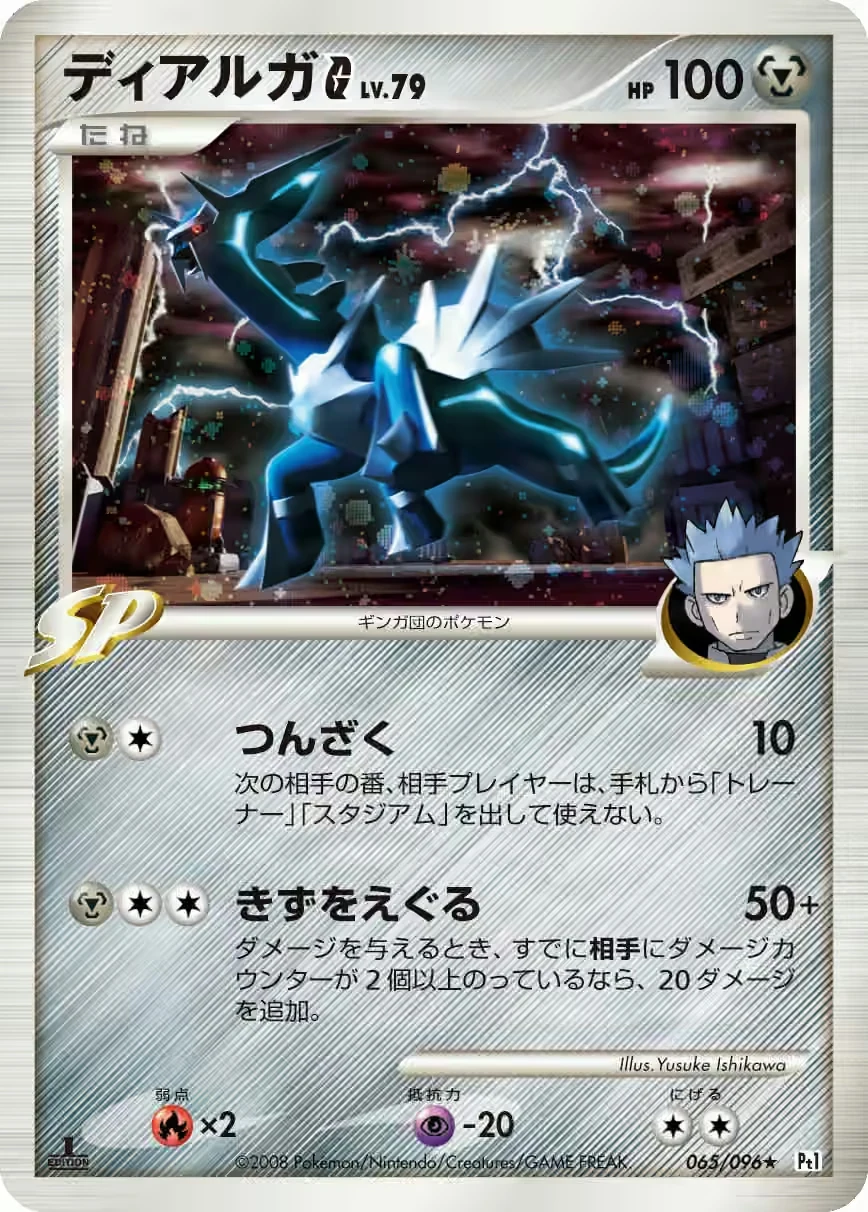 ディアルガG LV.79 HP 100
たね
SP
ギンガ団のポケモン
つんざく 10
次の相手の番、相手プレイヤーは、手札から「トレー
ナー」「スタジアム」を出して使えない。
きずをえぐる 50+
ダメージを与えるとき、すでに相手にダメージカ
ウンターが2個以上のっているなら、20ダメージ
を追加。
Illus. Yusuke Ishikawa
弱点 抵抗力 にげる
×2 -20
1 EDITION ©2008 Pokémon/Nintendo/Creatures/GAME FREAK. 065/096★ Pt1